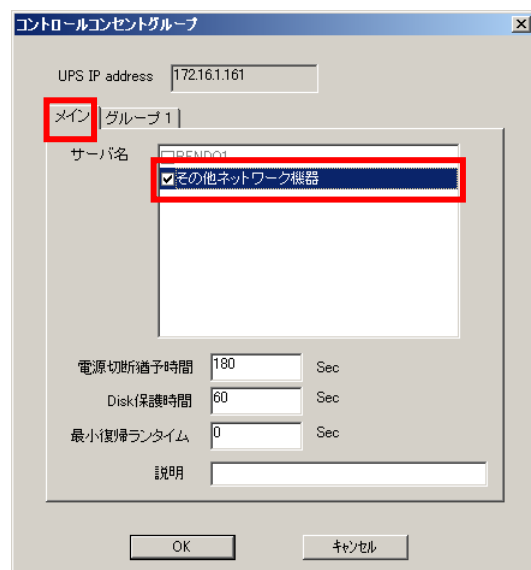 コントロールコンセントグループ
UPS IP address 172.16.1.161
メイン グループ 1
サーバ名
RENDO1
その他ネットワーク機器
電源切断猶予時間 180 Sec
Disk保護時間 60 Sec
最小復帰ランタイム 0 Sec
説明
OK キャンセル